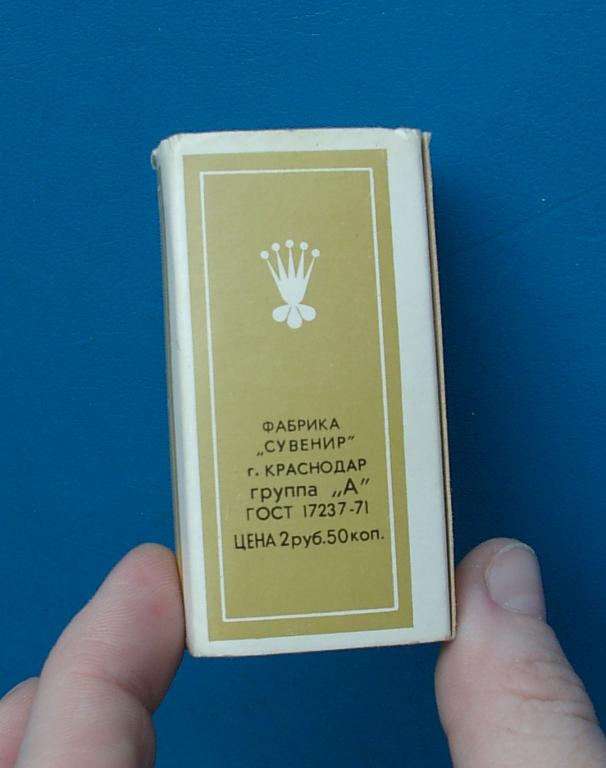 ФАБРИКА
„СУВЕНИР"
г. КРАСНОДАР
группа „А"
ГОСТ 17237-71
ЦЕНА 2руб.50коп.